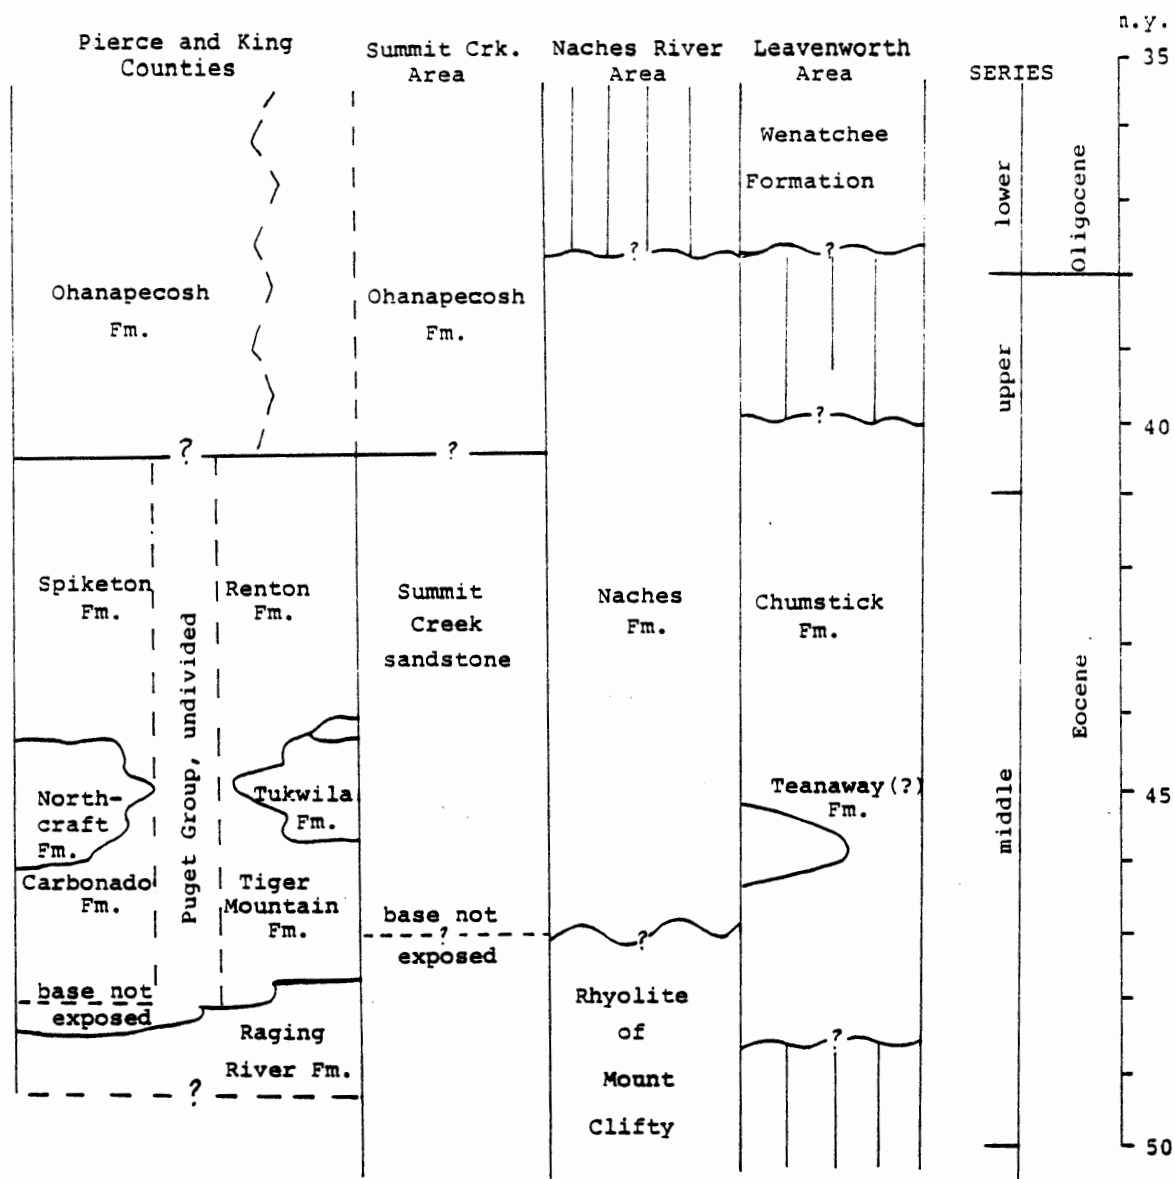 n.y.
Pierce and King
Counties
Summit Crk.
Area
Naches River
Area
Leavenworth
Area
SERIES
35
Wenatchee
Formation
lower
Oligocene
?
?
Ohanapecosh
Fm.
Ohanapecosh
Fm.
upper
?
40
?
?
Spiketon
Fm.
Renton
Fm.
Summit
Creek
sandstone
Naches
Fm.
Chumstick
Fm.
Puget Group, undivided
Eocene
North-
craft
Fm.
Tukwila
Fm.
Teanaway(?)
Fm.
45
middle
Carbonado
Fm.
Tiger
Mountain
Fm.
base not
?
exposed
?
base not
exposed
Raging
River Fm.
?
Rhyolite
of
Mount
Clifty
?
50